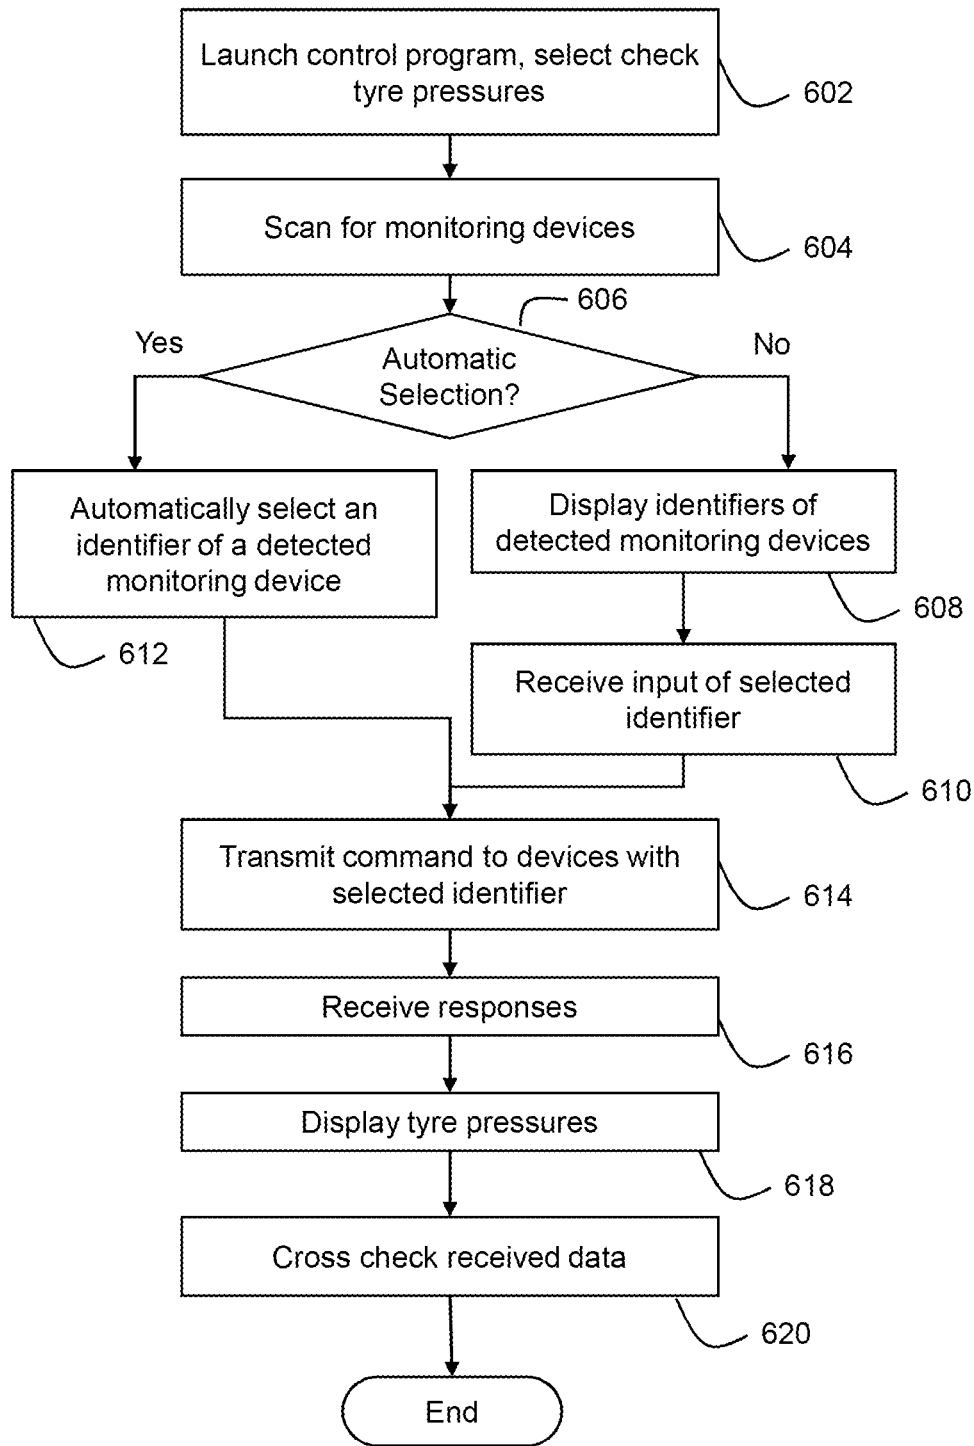 Launch control program, select check
tyre pressures
602
Scan for monitoring devices
604
606
Yes
No
Automatic
Selection?
Automatically select an
identifier of a detected
monitoring device
612
Display identifiers of
detected monitoring devices
608
Receive input of selected
identifier
610
Transmit command to devices with
selected identifier
614
Receive responses
616
Display tyre pressures
618
Cross check received data
620
End